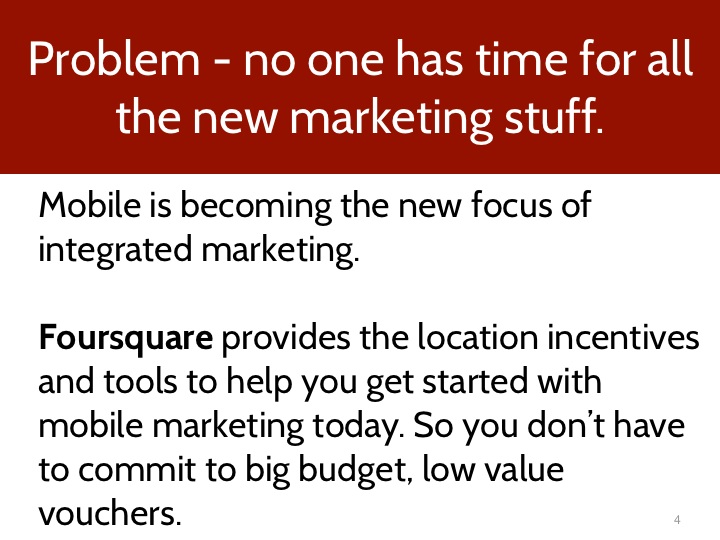 Problem - no one has time for all
the new marketing stuff.
Mobile is becoming the new focus of
integrated marketing.
Foursquare provides the location incentives
and tools to help you get started with
mobile marketing today. So you don’t have
to commit to big budget, low value
vouchers.
4